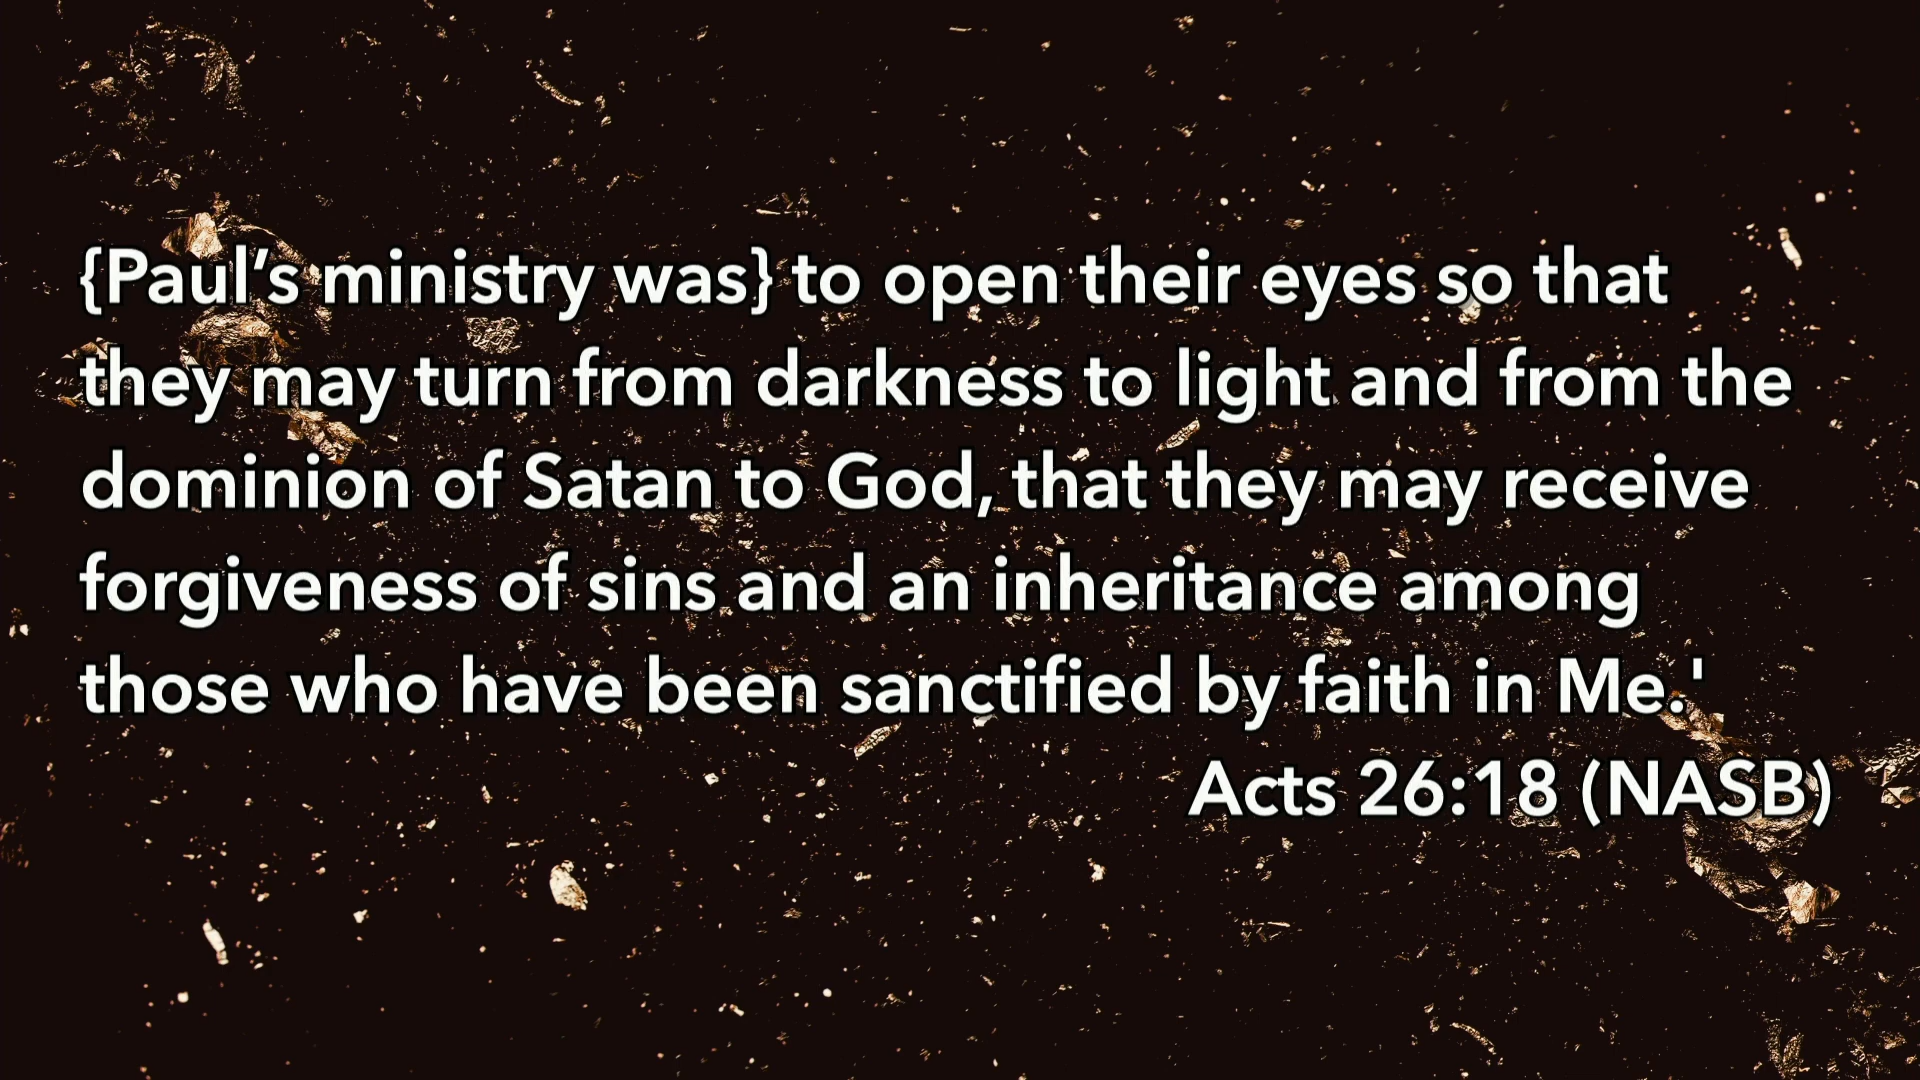 {Paul’s ministry was} to open their eyes so that
they may turn from darkness to light and from the
dominion of Satan to God, that they may receive
forgiveness of sins and an inheritance among
those who have been sanctified by faith in Me.'
Acts 26:18 (NASB)